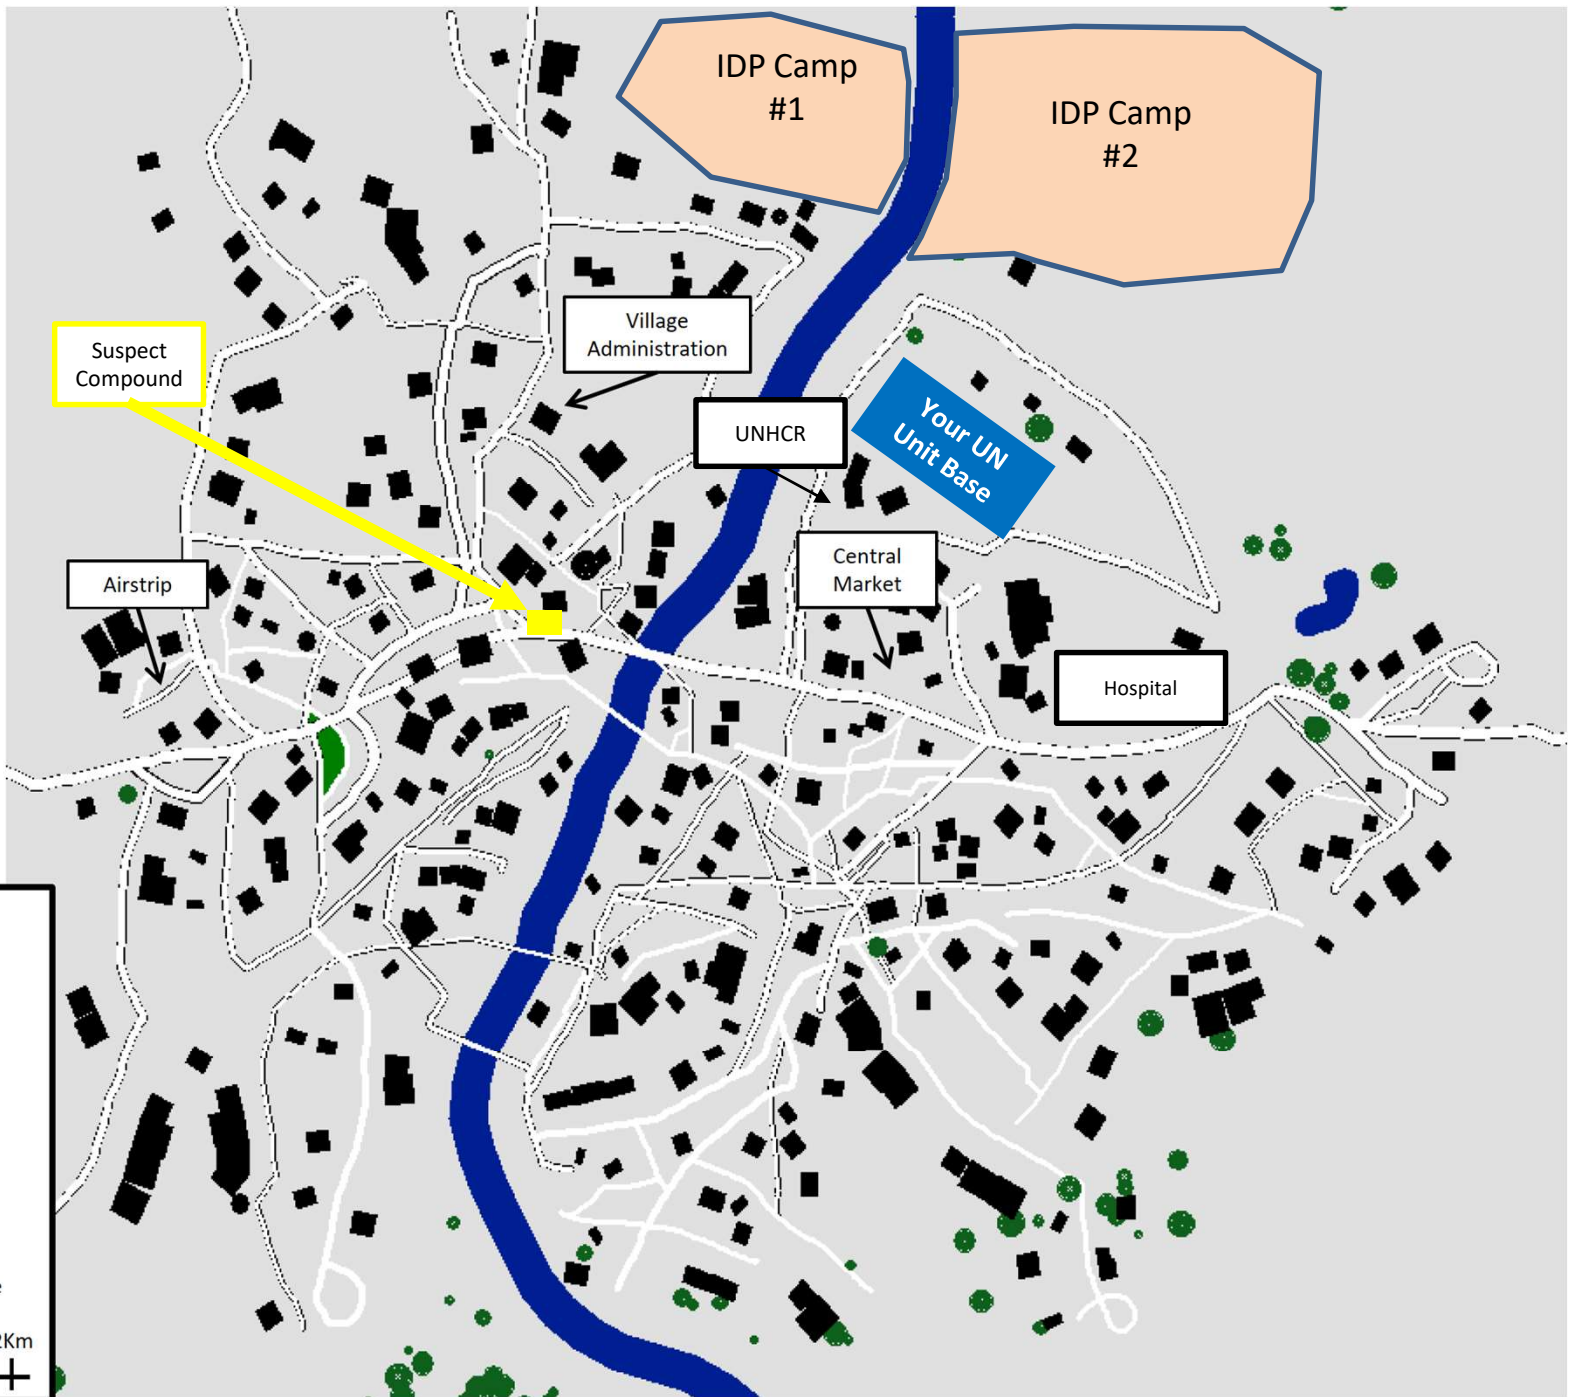 IDP Camp
#1
IDP Camp
#2
Village
Administration
Suspect
Compound
UNHCR
Your UN
Unit Base
Central
Market
Airstrip
Hospital
2Km